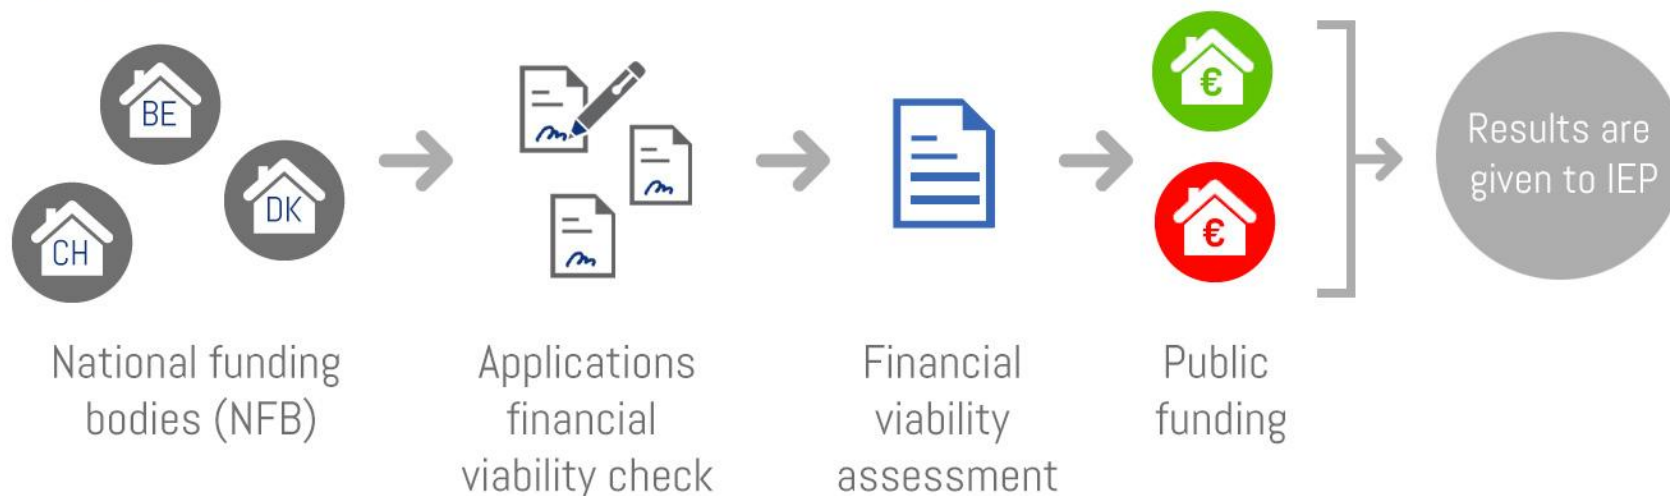 BE
DK
CH
€
€
Results are
given to IEP
National funding
bodies (NFB)
Applications
financial
viability check
Financial
viability
assessment
Public
funding